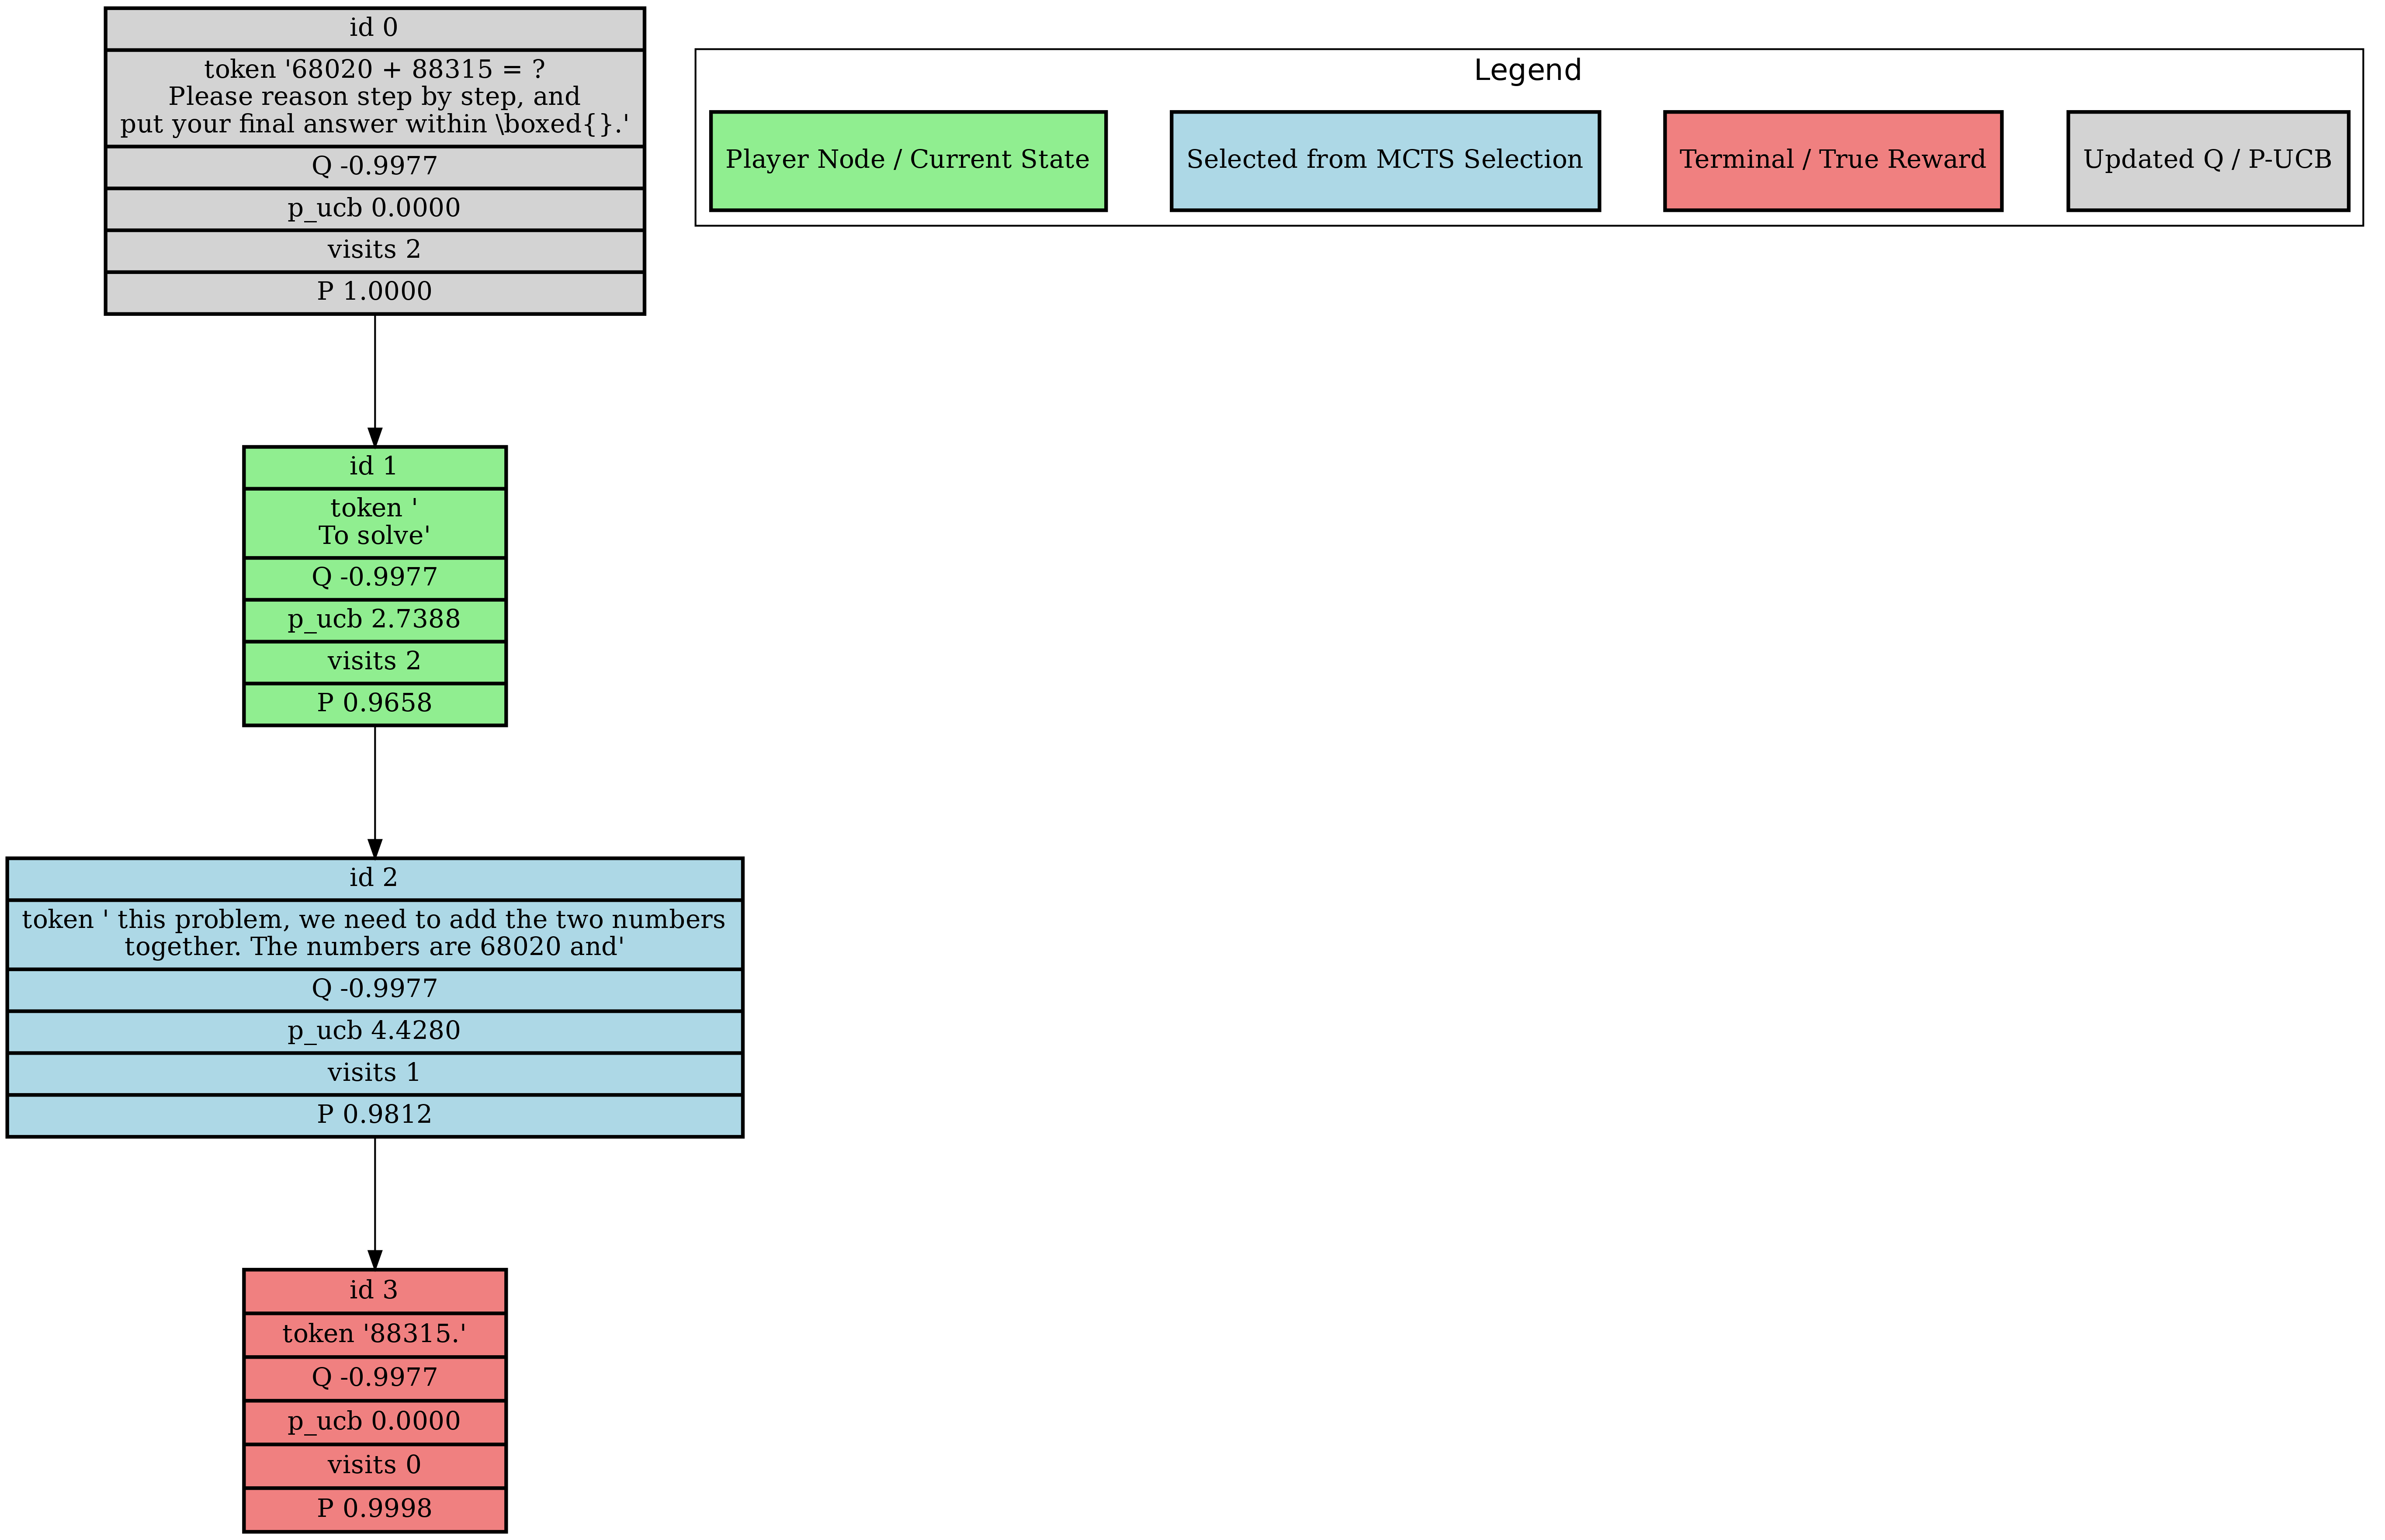 id 0
token '68020 + 88315 = ?
Please reason step by step, and
put your final answer within \boxed{}.'
Q -0.9977
p_ucb 0.0000
visits 2
P 1.0000
Legend
Player Node / Current State
Selected from MCTS Selection
Terminal / True Reward
Updated Q / P-UCB
id 1
token '
To solve'
Q -0.9977
p_ucb 2.7388
visits 2
P 0.9658
id 2
token ' this problem, we need to add the two numbers
together. The numbers are 68020 and'
Q -0.9977
p_ucb 4.4280
visits 1
P 0.9812
id 3
token '88315.'
Q -0.9977
p_ucb 0.0000
visits 0
P 0.9998